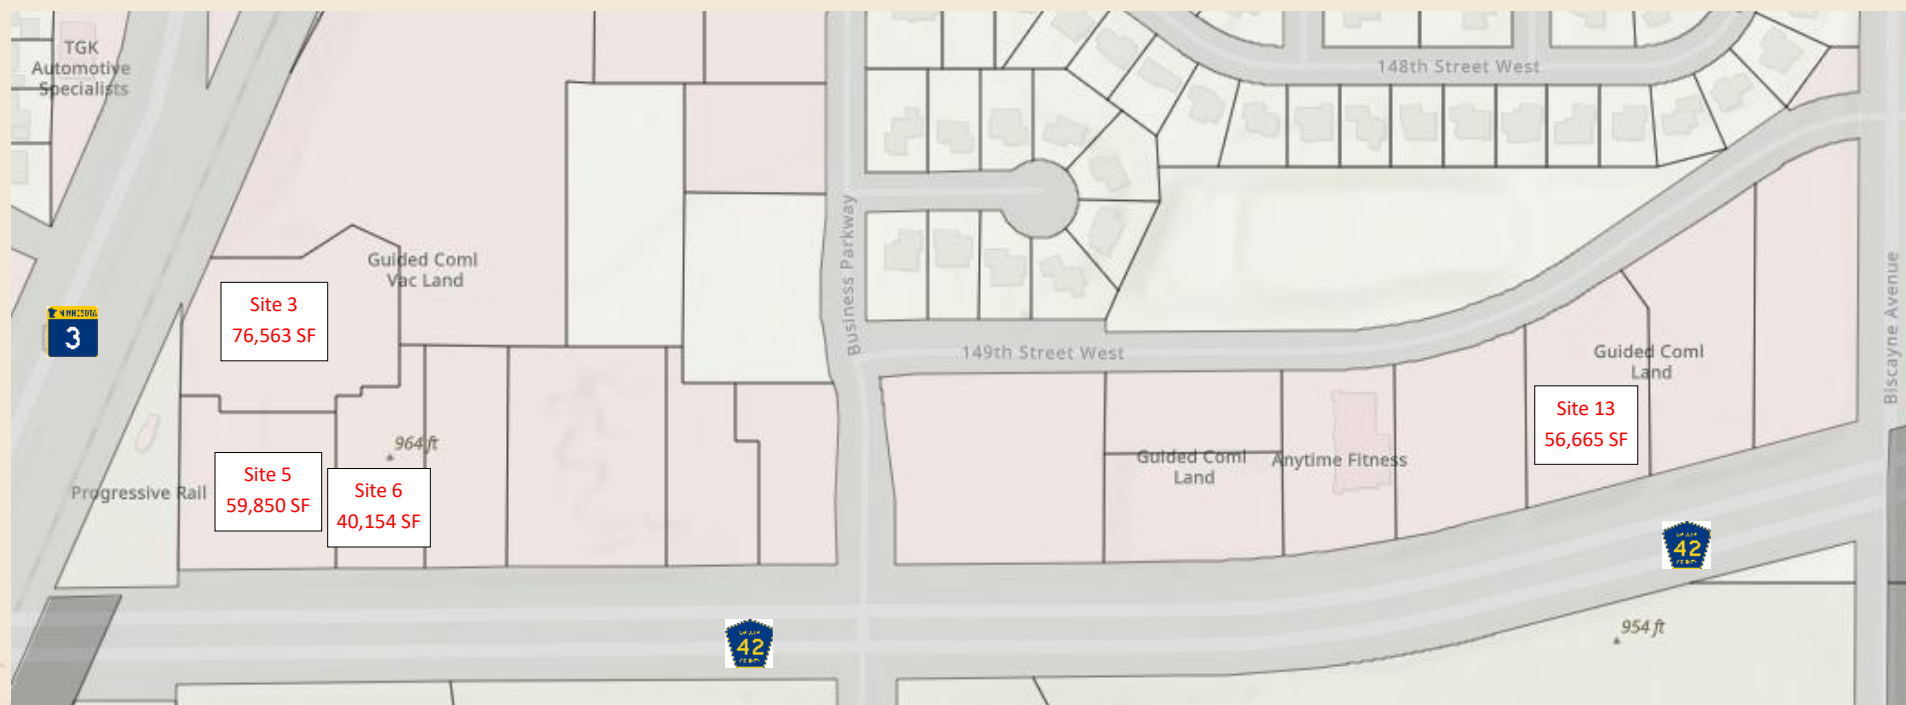 TGK
Automotive
Specialists
148th Street West
Business Parkway
Guided Coml
Vac Land
Biscayne Avenue
Site 3
76,563 SF
MINNESOTA
3
149th Street West
Guided Coml
Land
Site 13
56,665 SF
964 ft
Guided Coml
Land
Anytime Fitness
Progressive Rail
Site 5
59,850 SF
Site 6
40,154 SF
42
42
954 ft